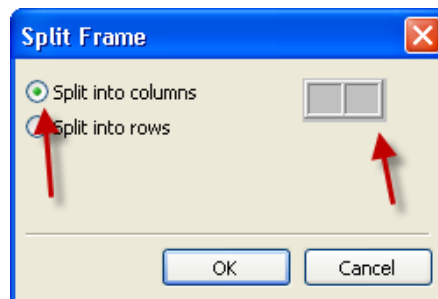 Split Frame
Split into columns
Split into rows
OK
Cancel